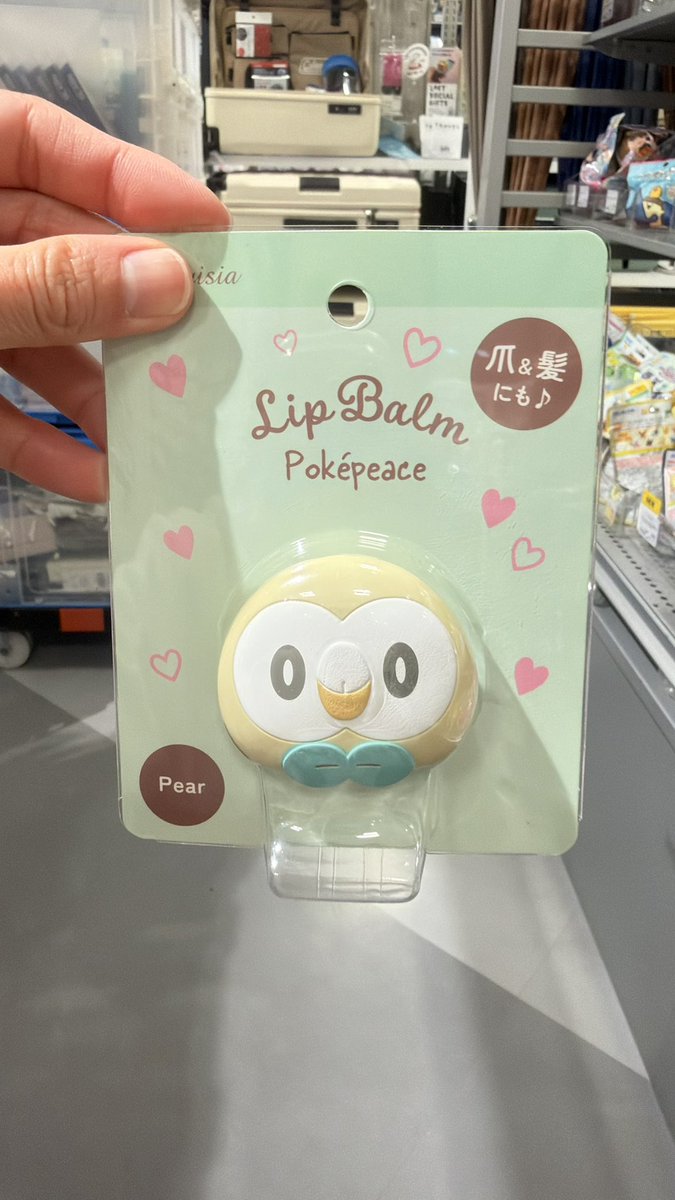 爪&髪
にも♪
Lip Balm
Poképeace
Pear